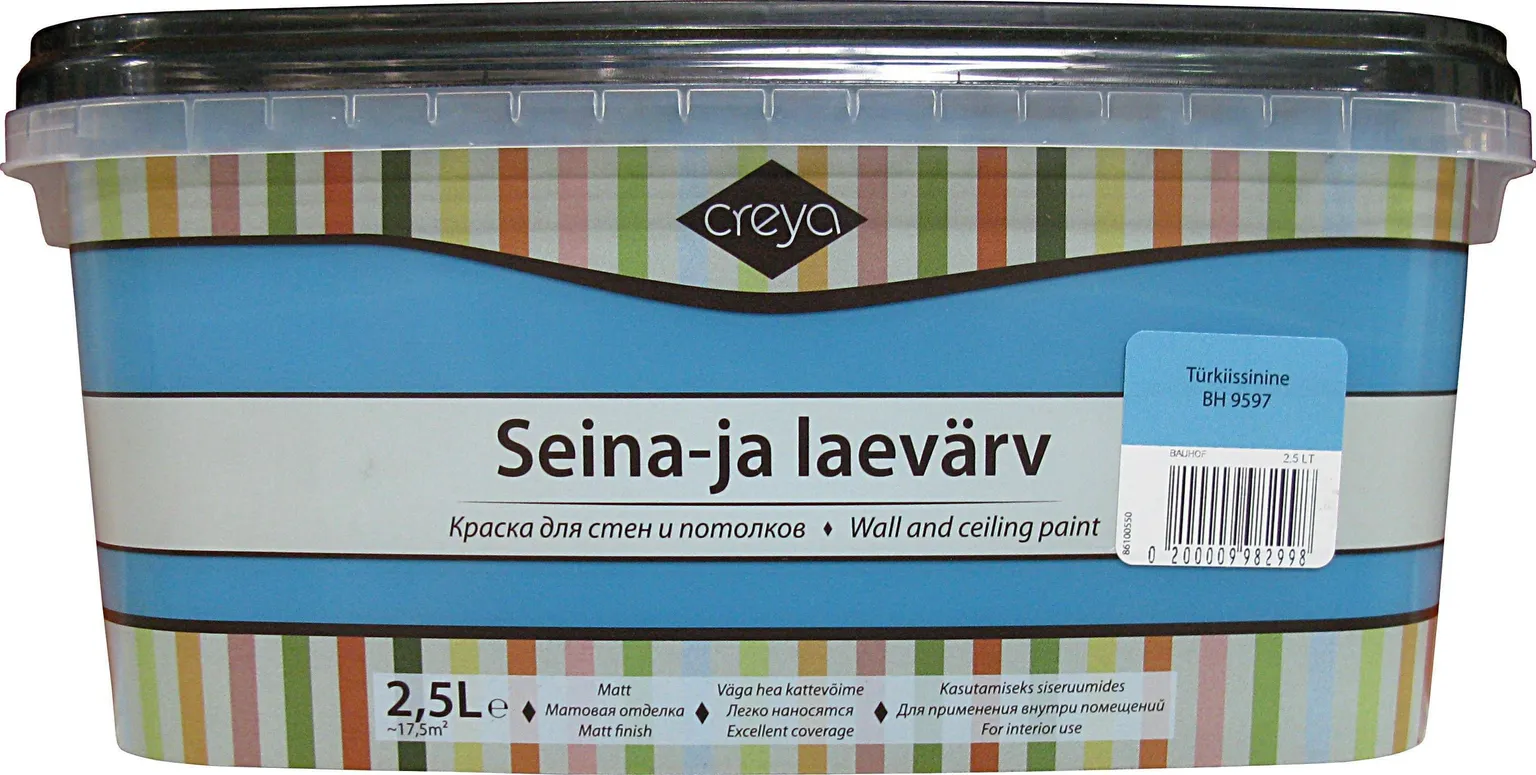 creya
Türkiissinine
BH 9597
BAUHOF 2.5 LT
86100550
0 200009 982998
Seina-ja laevärv
Краска для стен и потолков ♦ Wall and ceiling paint
2,5L ℮
~17,5m²
Matt
Матовая отделка
Matt finish
Väga hea kattevõime
Легко наносятся
Excellent coverage
Kasutamiseks siseruumides
Для применения внутри помещений
For interior use